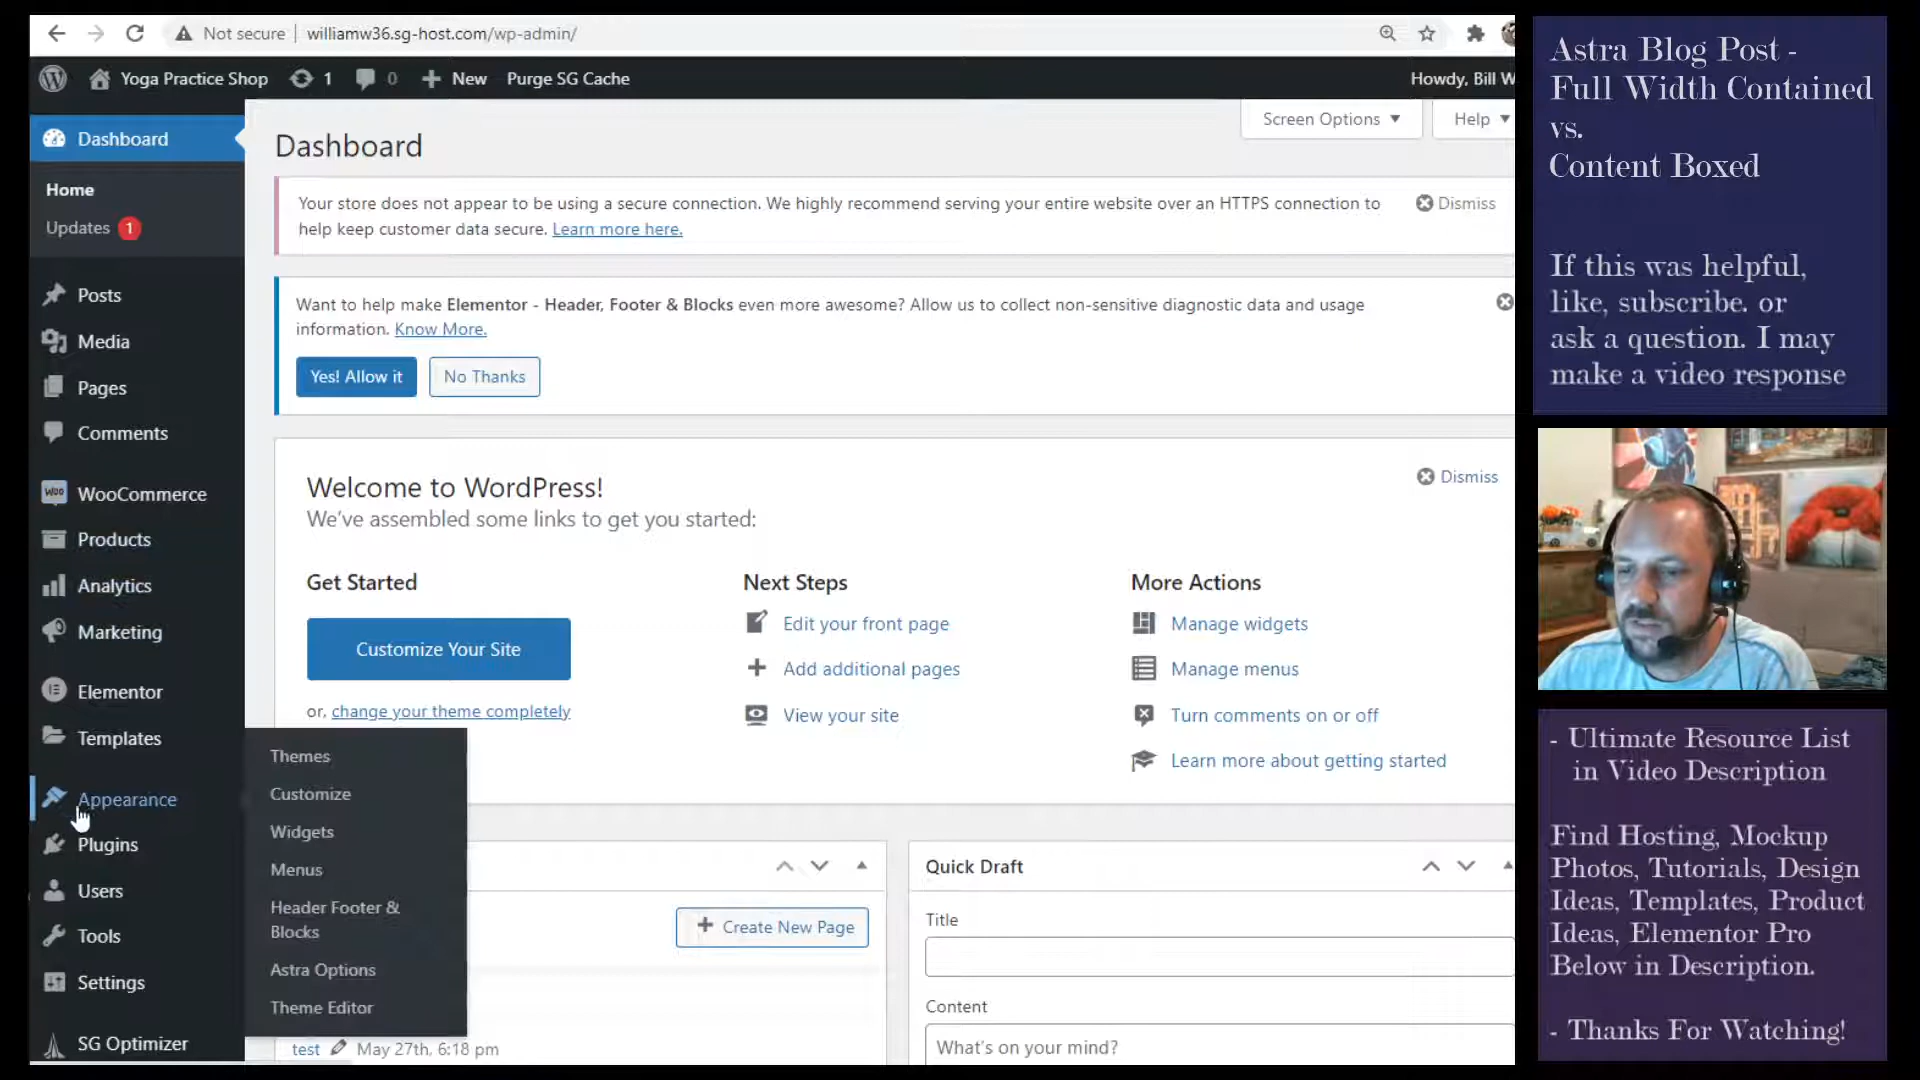 Not secure
williamw36.sg-host.com/wp-admin/
Yoga Practice Shop
1
0
New
Purge SG Cache
Howdy, Bill W
Dashboard
Home
Updates 1
Posts
Media
Pages
Comments
WooCommerce
Products
Analytics
Marketing
Elementor
Templates
Appearance
Plugins
Users
Tools
Settings
SG Optimizer
Themes
Customize
Widgets
Menus
Header Footer &
Blocks
Astra Options
Theme Editor
Screen Options
Help
Dashboard
Your store does not appear to be using a secure connection. We highly recommend serving your entire website over an HTTPS connection to
help keep customer data secure. Learn more here.
Dismiss
Want to help make Elementor - Header, Footer & Blocks even more awesome? Allow us to collect non-sensitive diagnostic data and usage
information. Know More.
Yes! Allow it
No Thanks
Welcome to WordPress!
We've assembled some links to get you started:
Dismiss
Get Started
Customize Your Site
or, change your theme completely
Next Steps
Edit your front page
Add additional pages
View your site
More Actions
Manage widgets
Manage menus
Turn comments on or off
Learn more about getting started
Create New Page
test
May 27th, 6:18 pm
Quick Draft
Title
Content
What's on your mind?
Astra Blog Post -
Full Width Contained
vs.
Content Boxed
If this was helpful,
like, subscribe. or
ask a question. I may
make a video response
- Ultimate Resource List
in Video Description
Find Hosting, Mockup
Photos, Tutorials, Design
Ideas, Templates, Product
Ideas, Elementor Pro
Below in Description.
- Thanks For Watching!